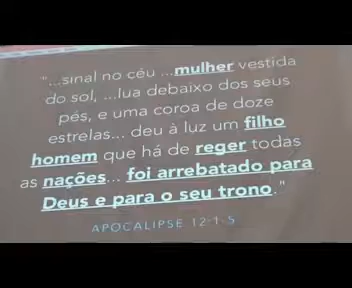 "...sinal no céu ...mulher vestida
do sol, ...lua debaixo dos seus
pés, e uma coroa de doze
estrelas... deu à luz um filho
homem que há de reger todas
as nações... foi arrebatado para
Deus e para o seu trono."
APOCALIPSE 12:1-5